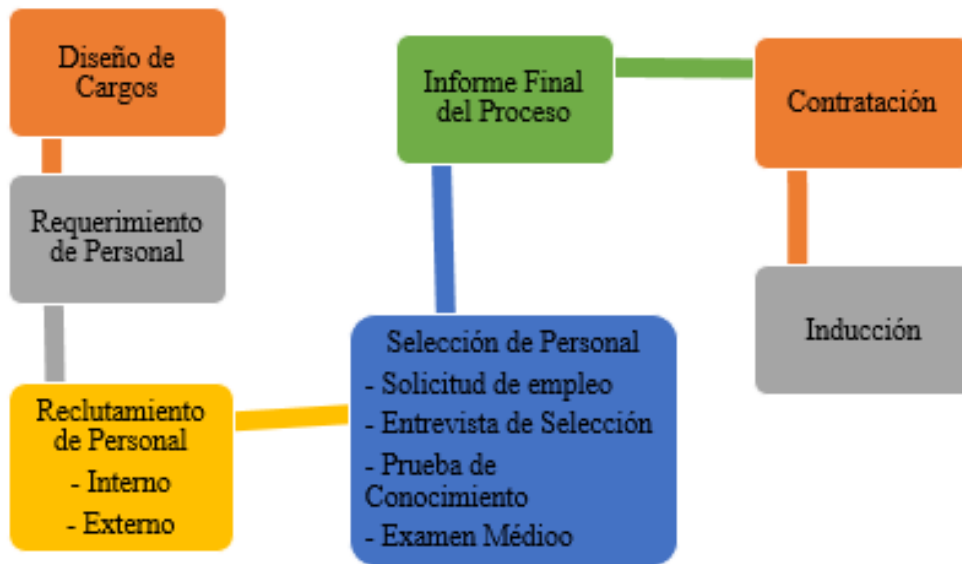 Diseño de
Cargos
Requerimiento
de Personal
Reclutamiento
de Personal
- Interno
- Externo
Selección de Personal
- Solicitud de empleo
- Entrevista de Selección
- Prueba de
Conocimiento
- Examen Médioo
Informe Final
del Proceso
Contratación
Inducción